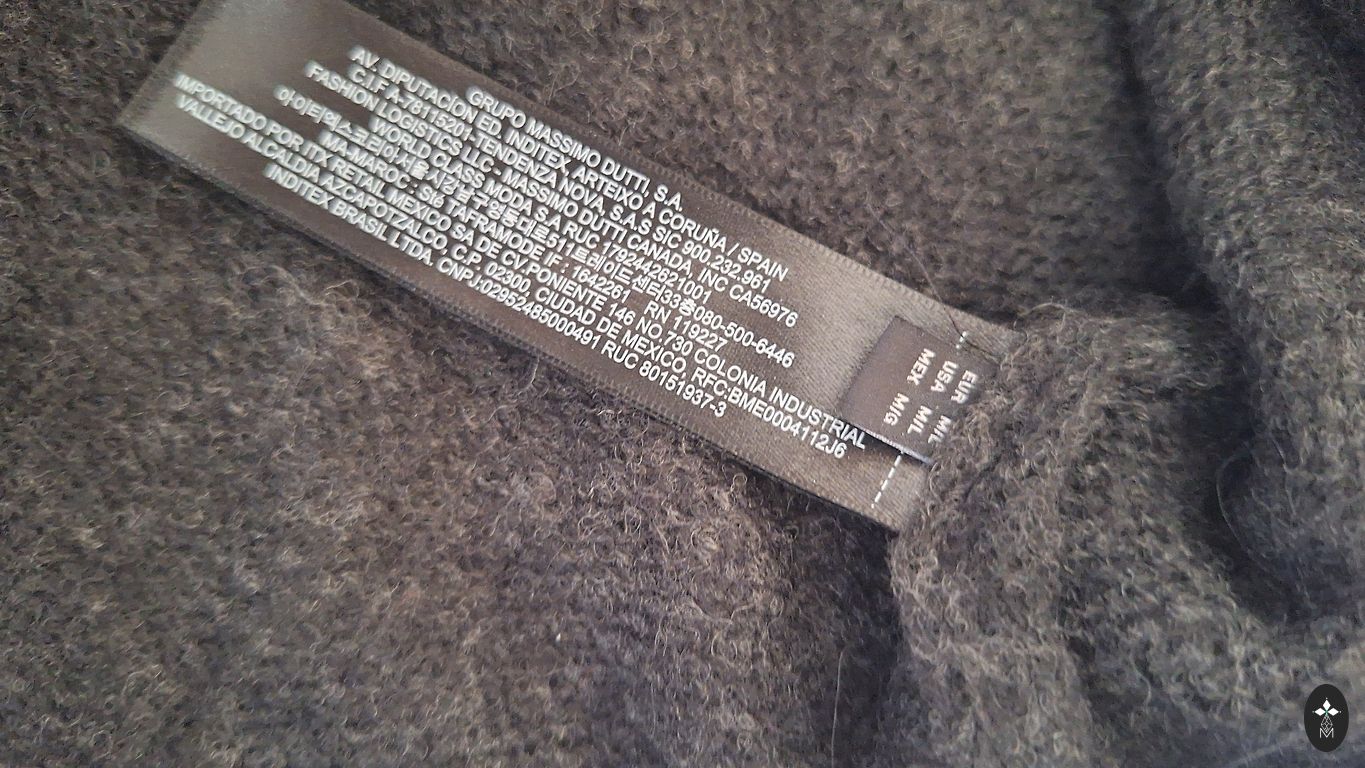 GRUPO MASSIMO DUTTI, S.A.
AV. DIPUTACÍON ED. INDITEX, ARTEIXO A CORUÑA / SPAIN
C.I.F A-78115201-TENDENZA NOVA, S.A.S SIC 900.232.961
FASHION LOGISTICS LLC - MASSIMO DUTTI CANADA, INC CA56976
WORLD CLASS MODA S.A RUC 1792442621001
아이티엑스코리아서울시강남구영동대로511트레이드센터33층080-500-6446
MA-MAROC : STE TAFRAMODE IF : 1642261 RN 119227
IMPORTADO POR ITX RETAIL MEXICO SA DE CV.PONIENTE 146 NO.730 COLONIA INDUSTRIAL
VALLEJO ALCALDIA AZCAPOTZALCO, C.P. 02300, CIUDAD DE MEXICO, RFC:BME0004112J6
INDITEX BRASIL LTDA. CNPJ:02952485000491 RUC 80151937-3
EUR M/L
USA M/L
MEX M/G
M